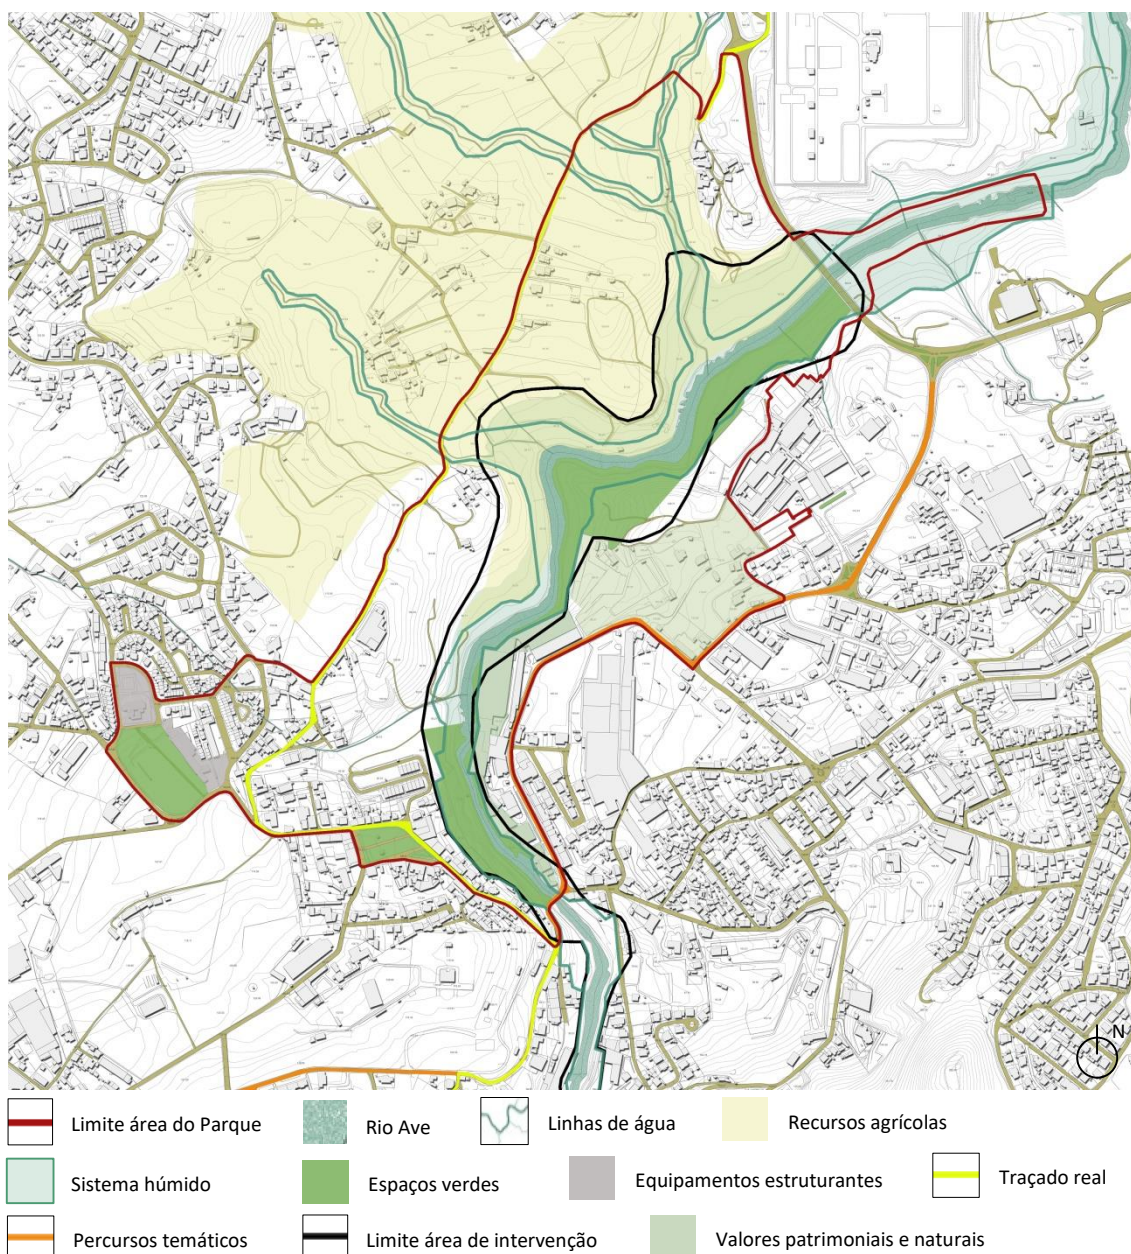 N
Limite área do Parque
Rio Ave
Linhas de água
Recursos agrícolas
Sistema húmido
Espaços verdes
Equipamentos estruturantes
Traçado real
Percursos temáticos
Limite área de intervenção
Valores patrimoniais e naturais